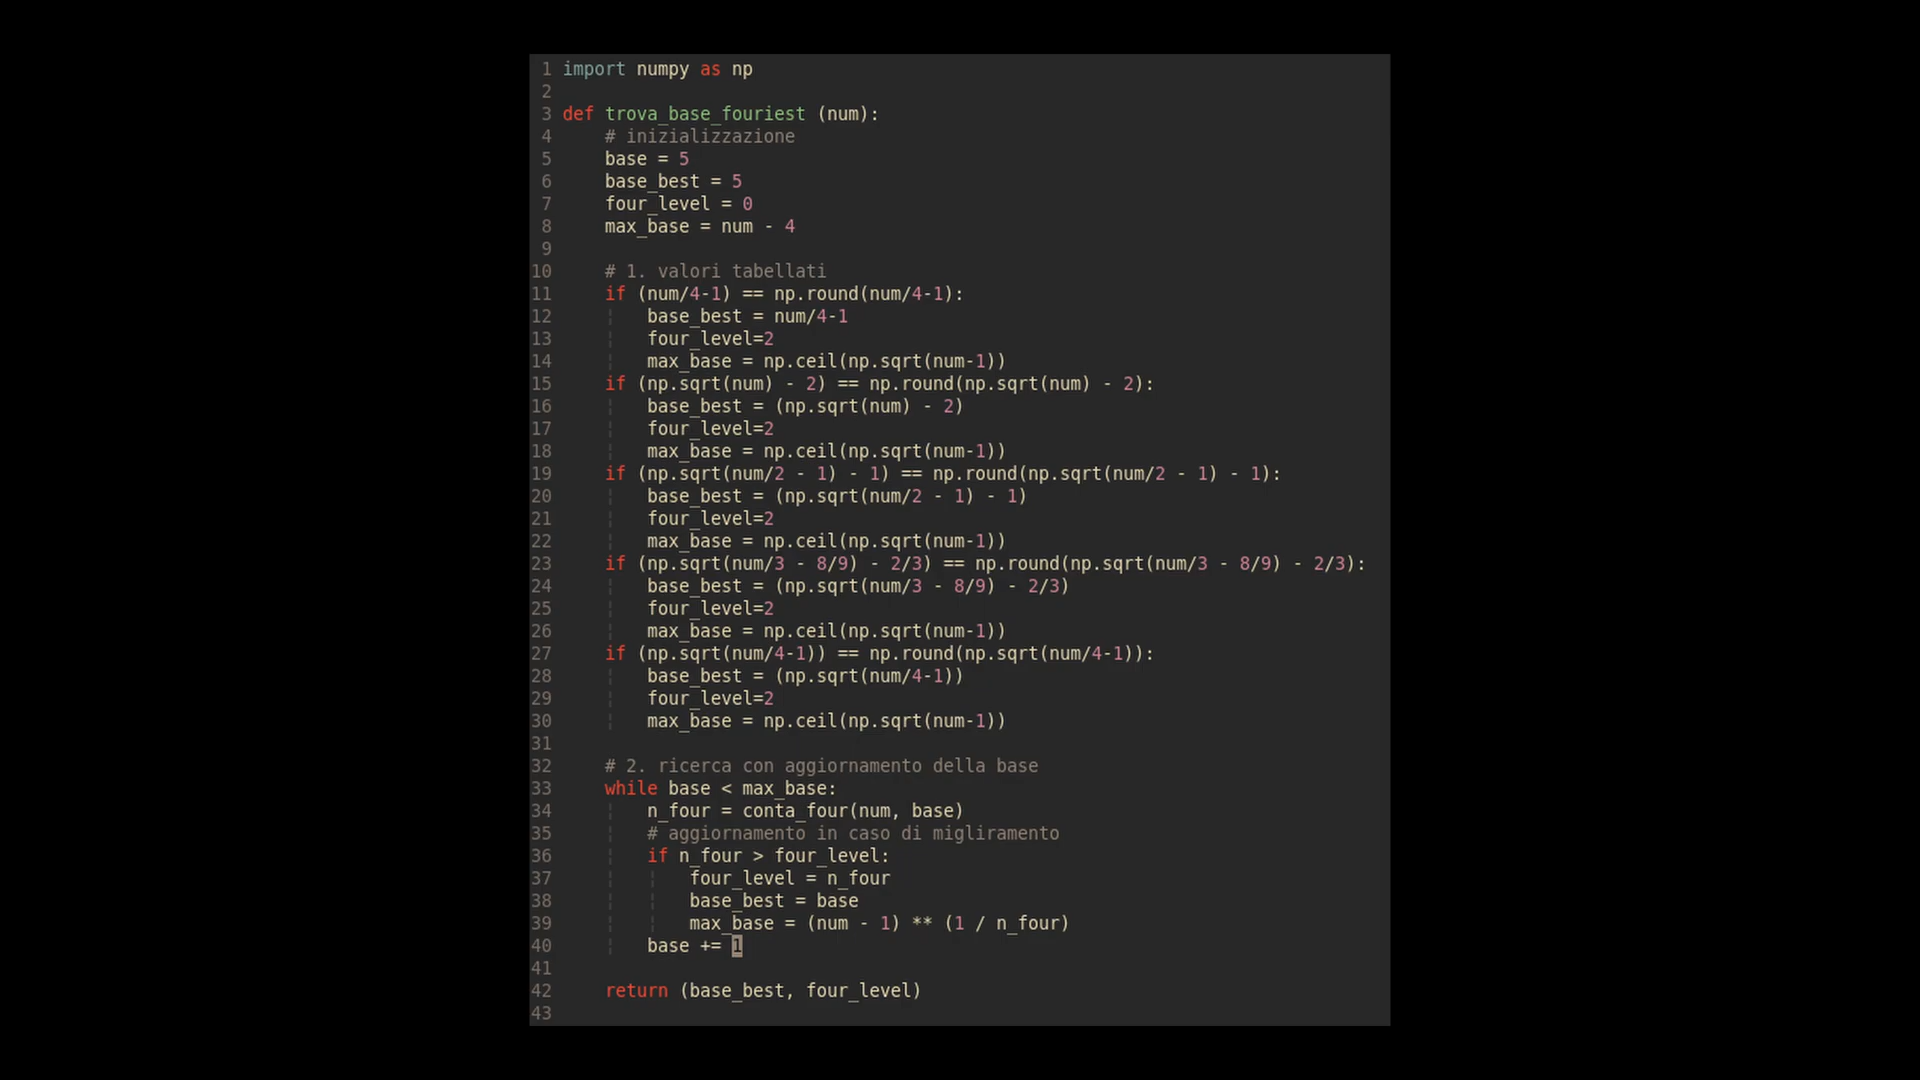 1 import numpy as np
2
3 def trova_base_fouriest (num):
4     # inizializzazione
5     base = 5
6     base_best = 5
7     four_level = 0
8     max_base = num - 4
9
10     # 1. valori tabellati
11     if (num/4-1) == np.round(num/4-1):
12         base_best = num/4-1
13         four_level=2
14         max_base = np.ceil(np.sqrt(num-1))
15     if (np.sqrt(num) - 2) == np.round(np.sqrt(num) - 2):
16         base_best = (np.sqrt(num) - 2)
17         four_level=2
18         max_base = np.ceil(np.sqrt(num-1))
19     if (np.sqrt(num/2 - 1) - 1) == np.round(np.sqrt(num/2 - 1) - 1):
20         base_best = (np.sqrt(num/2 - 1) - 1)
21         four_level=2
22         max_base = np.ceil(np.sqrt(num-1))
23     if (np.sqrt(num/3 - 8/9) - 2/3) == np.round(np.sqrt(num/3 - 8/9) - 2/3):
24         base_best = (np.sqrt(num/3 - 8/9) - 2/3)
25         four_level=2
26         max_base = np.ceil(np.sqrt(num-1))
27     if (np.sqrt(num/4-1)) == np.round(np.sqrt(num/4-1)):
28         base_best = (np.sqrt(num/4-1))
29         four_level=2
30         max_base = np.ceil(np.sqrt(num-1))
31
32     # 2. ricerca con aggiornamento della base
33     while base < max_base:
34         n_four = conta_four(num, base)
35         # aggiornamento in caso di migliramento
36         if n_four > four_level:
37             four_level = n_four
38             base_best = base
39             max_base = (num - 1) ** (1 / n_four)
40         base += 1
41
42     return (base_best, four_level)
43